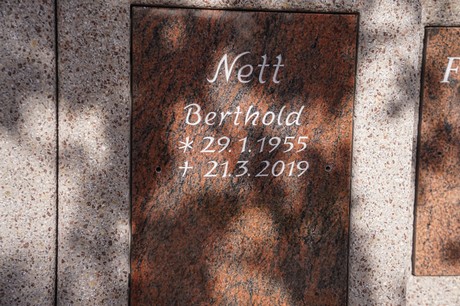 Nett
Berthold
* 29.1.1955
† 21.3.2019
F